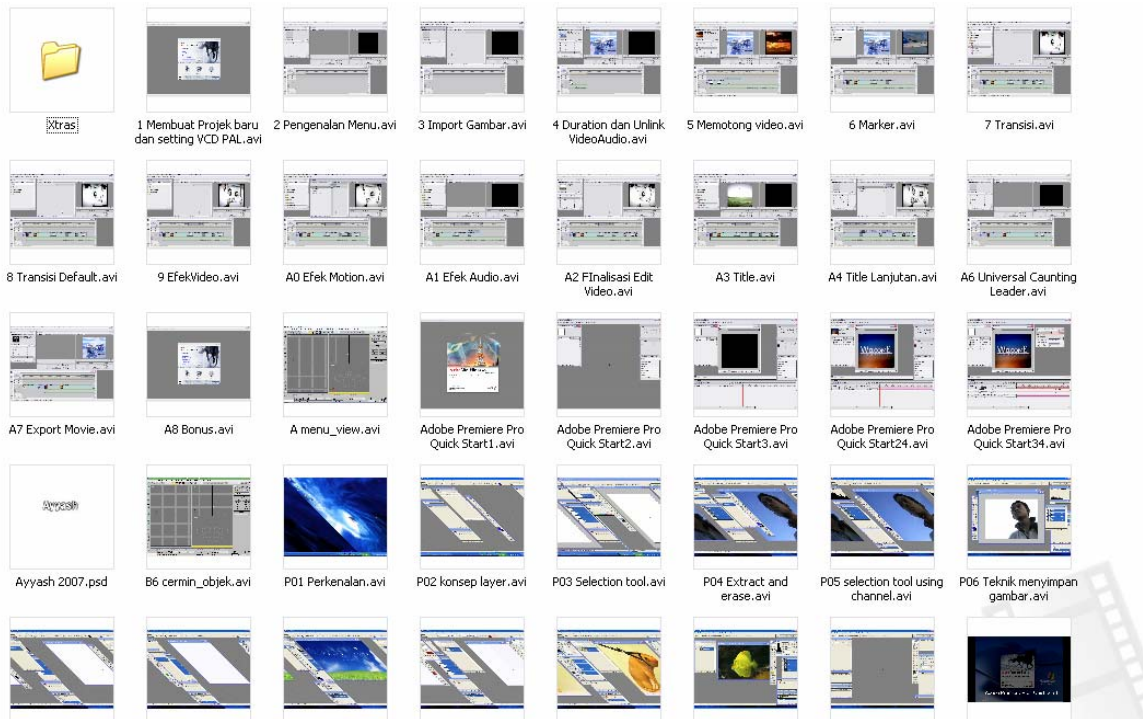 Xtras
1 Membuat Projek baru
dan setting VCD PAL.avi
2 Pengenalan Menu.avi
3 Import Gambar.avi
4 Duration dan Unlink
VideoAudio.avi
5 Memotong video.avi
6 Marker.avi
7 Transisi.avi
8 Transisi Default.avi
9 EfekVideo.avi
A0 Efek Motion.avi
A1 Efek Audio.avi
A2 FInalisasi Edit
Video.avi
A3 Title.avi
A4 Title Lanjutan.avi
A6 Universal Caunting
Leader.avi
A7 Export Movie.avi
A8 Bonus.avi
A menu_view.avi
Adobe Premiere Pro
Quick Start1.avi
Adobe Premiere Pro
Quick Start2.avi
Adobe Premiere Pro
Quick Start3.avi
Adobe Premiere Pro
Quick Start24.avi
Adobe Premiere Pro
Quick Start34.avi
Ayyash
Ayyash 2007.psd
B6 cermin_objek.avi
P01 Perkenalan.avi
P02 konsep layer.avi
P03 Selection tool.avi
P04 Extract and
erase.avi
P05 selection tool using
channel.avi
P06 Teknik menyimpan
gambar.avi